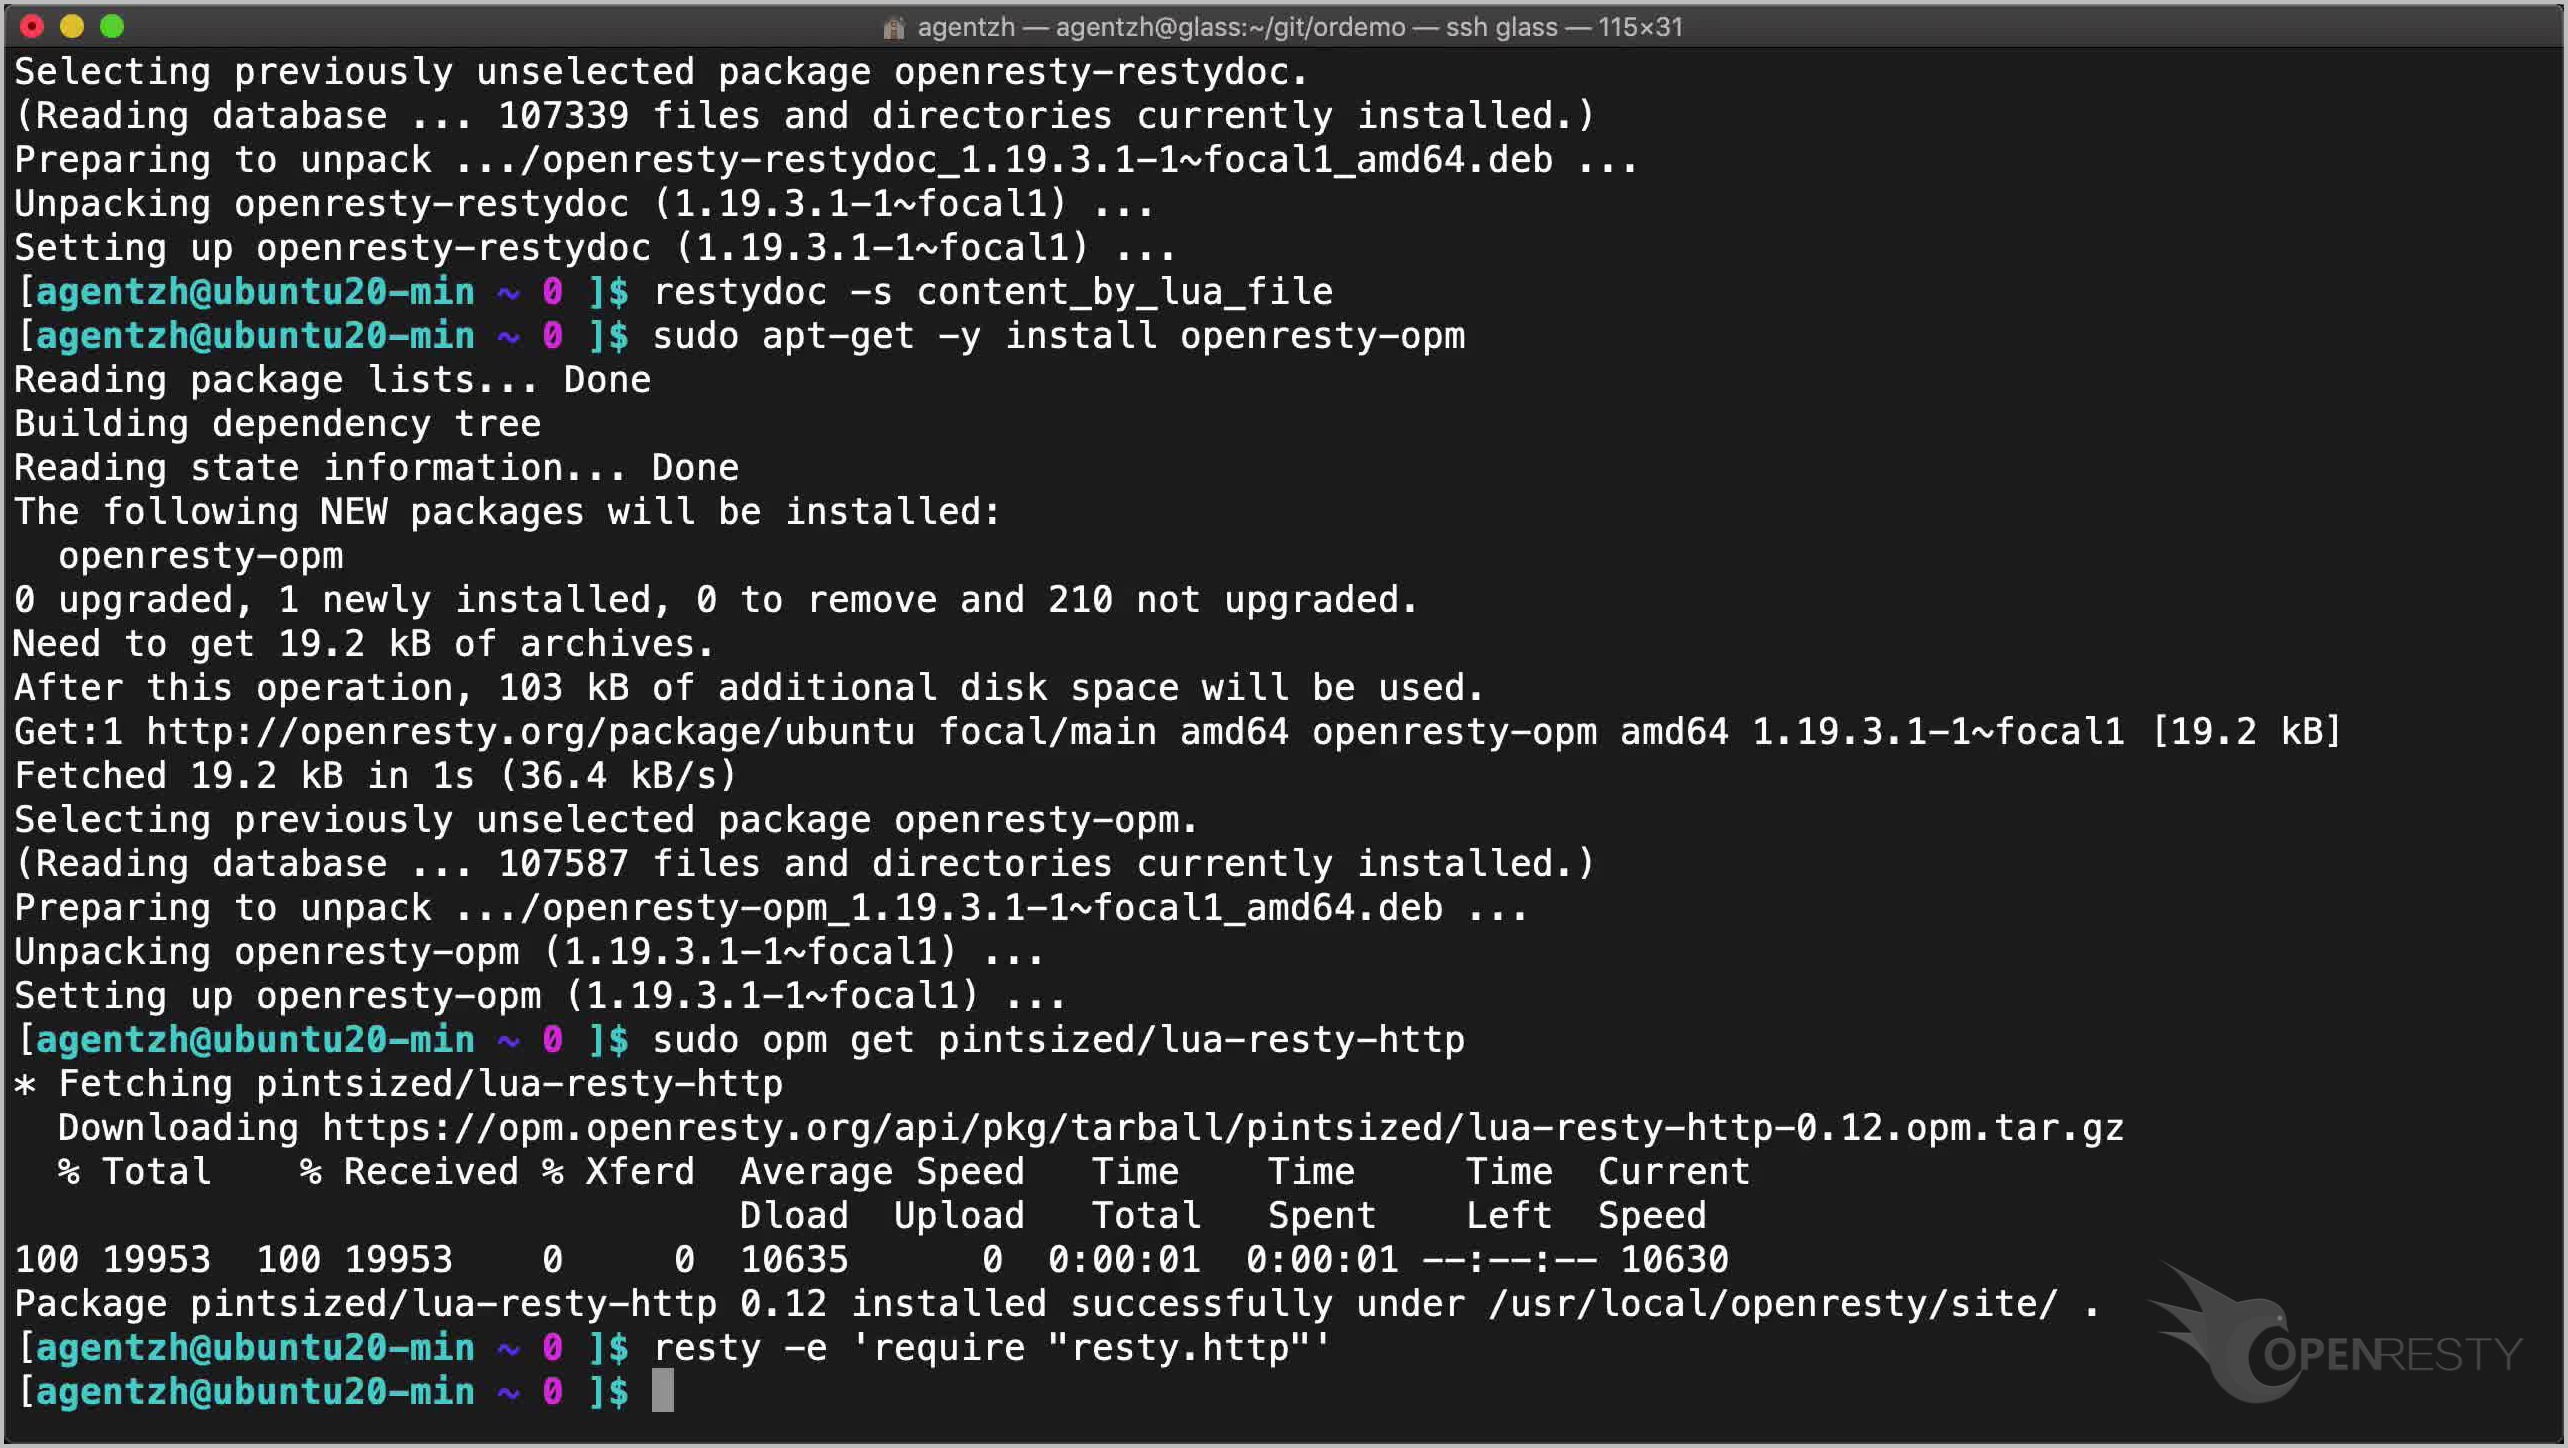 agentzh — agentzh@glass:~/git/ordemo — ssh glass — 115×31
Selecting previously unselected package openresty-restydoc.
(Reading database ... 107339 files and directories currently installed.)
Preparing to unpack .../openresty-restydoc_1.19.3.1-1~focal1_amd64.deb ...
Unpacking openresty-restydoc (1.19.3.1-1~focal1) ...
Setting up openresty-restydoc (1.19.3.1-1~focal1) ...
[agentzh@ubuntu20-min ~ 0 ]$ restydoc -s content_by_lua_file
[agentzh@ubuntu20-min ~ 0 ]$ sudo apt-get -y install openresty-opm
Reading package lists... Done
Building dependency tree
Reading state information... Done
The following NEW packages will be installed:
  openresty-opm
0 upgraded, 1 newly installed, 0 to remove and 210 not upgraded.
Need to get 19.2 kB of archives.
After this operation, 103 kB of additional disk space will be used.
Get:1 http://openresty.org/package/ubuntu focal/main amd64 openresty-opm amd64 1.19.3.1-1~focal1 [19.2 kB]
Fetched 19.2 kB in 1s (36.4 kB/s)
Selecting previously unselected package openresty-opm.
(Reading database ... 107587 files and directories currently installed.)
Preparing to unpack .../openresty-opm_1.19.3.1-1~focal1_amd64.deb ...
Unpacking openresty-opm (1.19.3.1-1~focal1) ...
Setting up openresty-opm (1.19.3.1-1~focal1) ...
[agentzh@ubuntu20-min ~ 0 ]$ sudo opm get pintsized/lua-resty-http
* Fetching pintsized/lua-resty-http
  Downloading https://opm.openresty.org/api/pkg/tarball/pintsized/lua-resty-http-0.12.opm.tar.gz
  % Total    % Received % Xferd  Average Speed   Time    Time     Time  Current
                                 Dload  Upload   Total   Spent    Left  Speed
100 19953  100 19953    0     0  10635      0  0:00:01  0:00:01 --:--:-- 10630
Package pintsized/lua-resty-http 0.12 installed successfully under /usr/local/openresty/site/ .
[agentzh@ubuntu20-min ~ 0 ]$ resty -e 'require "resty.http"'
[agentzh@ubuntu20-min ~ 0 ]$
OPENRESTY